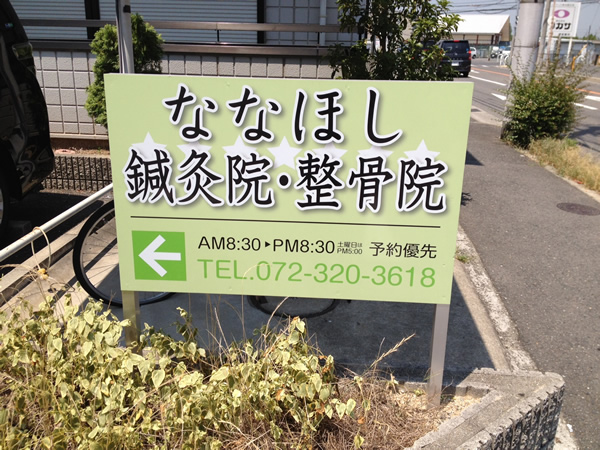 ななほし
鍼灸院・整骨院
AM8:30▶PM8:30 土曜日は PM5:00 予約優先
TEL.072-320-3618